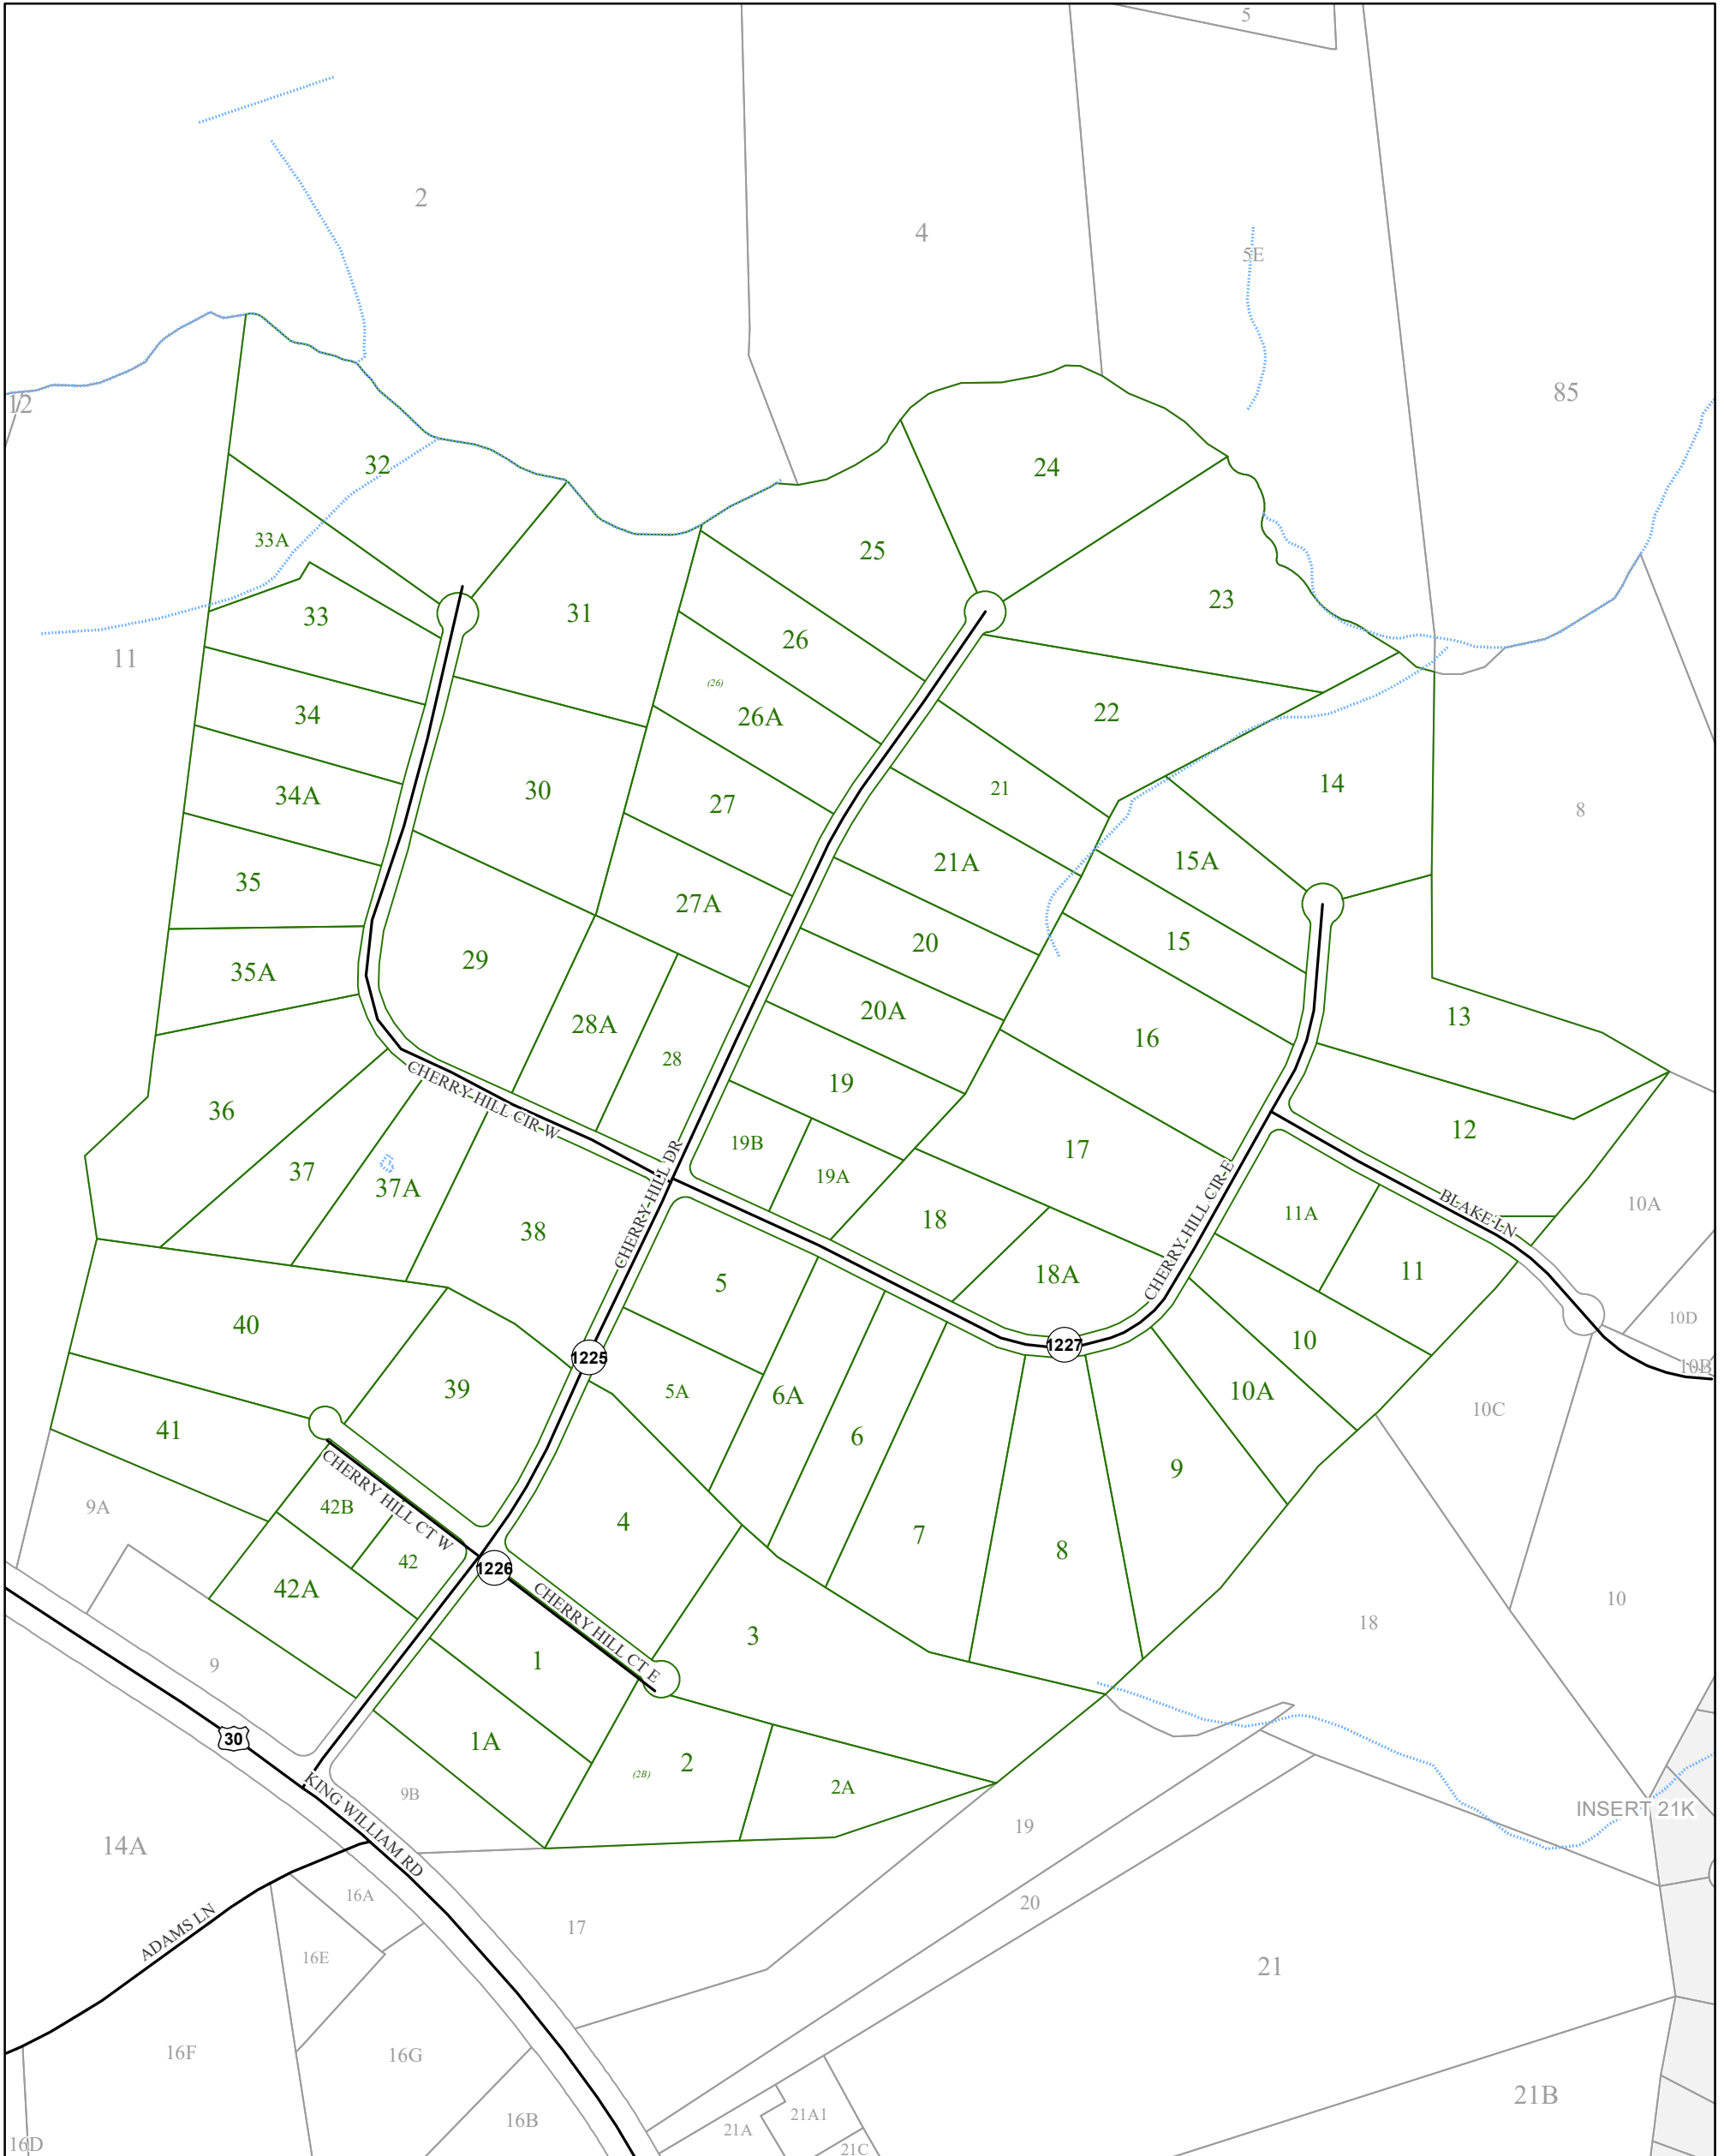 5
2
4
5E
85
12
32
24
33A
25
23
33
31
11
26
(26)
34
26A
22
14
34A
30
27
21
8
35
27A
21A
15A
29
20
15
35A
28A
28
20A
16
13
CHERRY HILL CIR W
36
19
37
19B
17
12
37A
19A
CHERRY HILL DR
38
18
CHERRY HILL CIR E
11A
BLAKE LN
10A
5
18A
11
40
1225
1227
10
10D
10B
39
5A
6A
10A
10C
41
6
9
CHERRY HILL CT W
42B
9A
4
7
8
42
1226
42A
CHERRY HILL CT E
10
18
3
1
9
30
1A
2
(2B)
2A
KING WILLIAM RD
9B
INSERT 21K
14A
19
16A
20
ADAMS LN
17
16E
21
16F
16G
21B
16B
21A1
21A
16D
21C